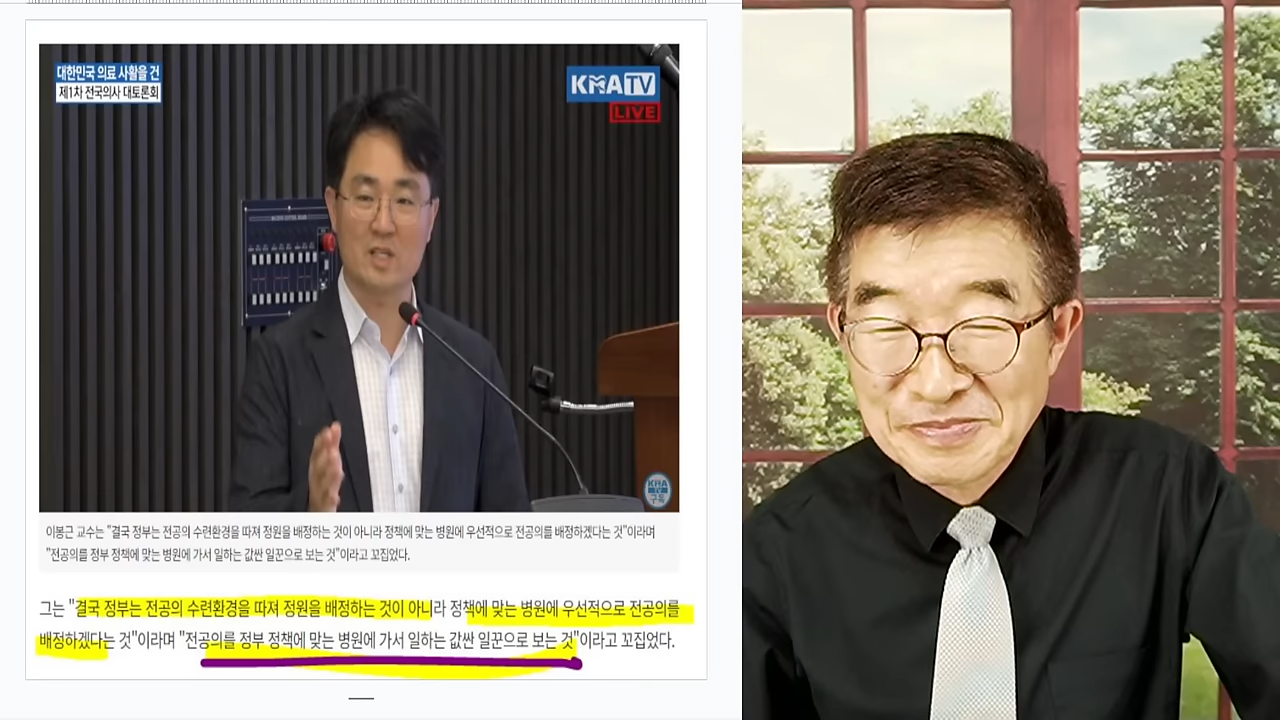 대한민국 의료 사활을 건
제1차 전국의사 대토론회
KMATV
LIVE
KMA
TV
구독
이봉근 교수는 "결국 정부는 전공의 수련환경을 따져 정원을 배정하는 것이 아니라 정책에 맞는 병원에 우선적으로 전공의를 배정하겠다는 것"이라며
"전공의를 정부 정책에 맞는 병원에 가서 일하는 값싼 일꾼으로 보는 것"이라고 꼬집었다.
그는 "결국 정부는 전공의 수련환경을 따져 정원을 배정하는 것이 아니라 정책에 맞는 병원에 우선적으로 전공의를
배정하겠다는 것"이라며 "전공의를 정부 정책에 맞는 병원에 가서 일하는 값싼 일꾼으로 보는 것"이라고 꼬집었다.